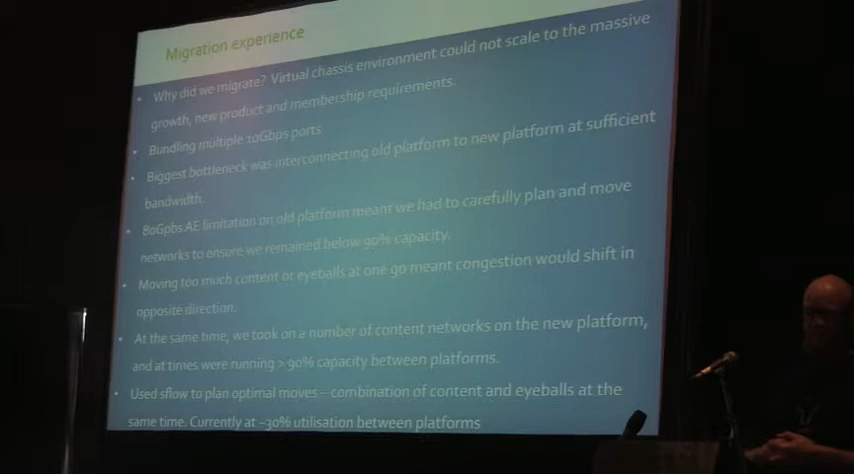 Migration experience
• Why did we migrate? Virtual chassis environment could not scale to the massive
growth, new product and membership requirements.
• Bundling multiple 10Gbps ports
• Biggest bottleneck was interconnecting old platform to new platform at sufficient
bandwidth.
• 80Gpbs AE limitation on old platform meant we had to carefully plan and move
networks to ensure we remained below 90% capacity.
• Moving too much content or eyeballs at one go meant congestion would shift in
opposite direction.
• At the same time, we took on a number of content networks on the new platform,
and at times were running > 90% capacity between platforms.
• Used sflow to plan optimal moves – combination of content and eyeballs at the
same time. Currently at ~30% utilisation between platforms